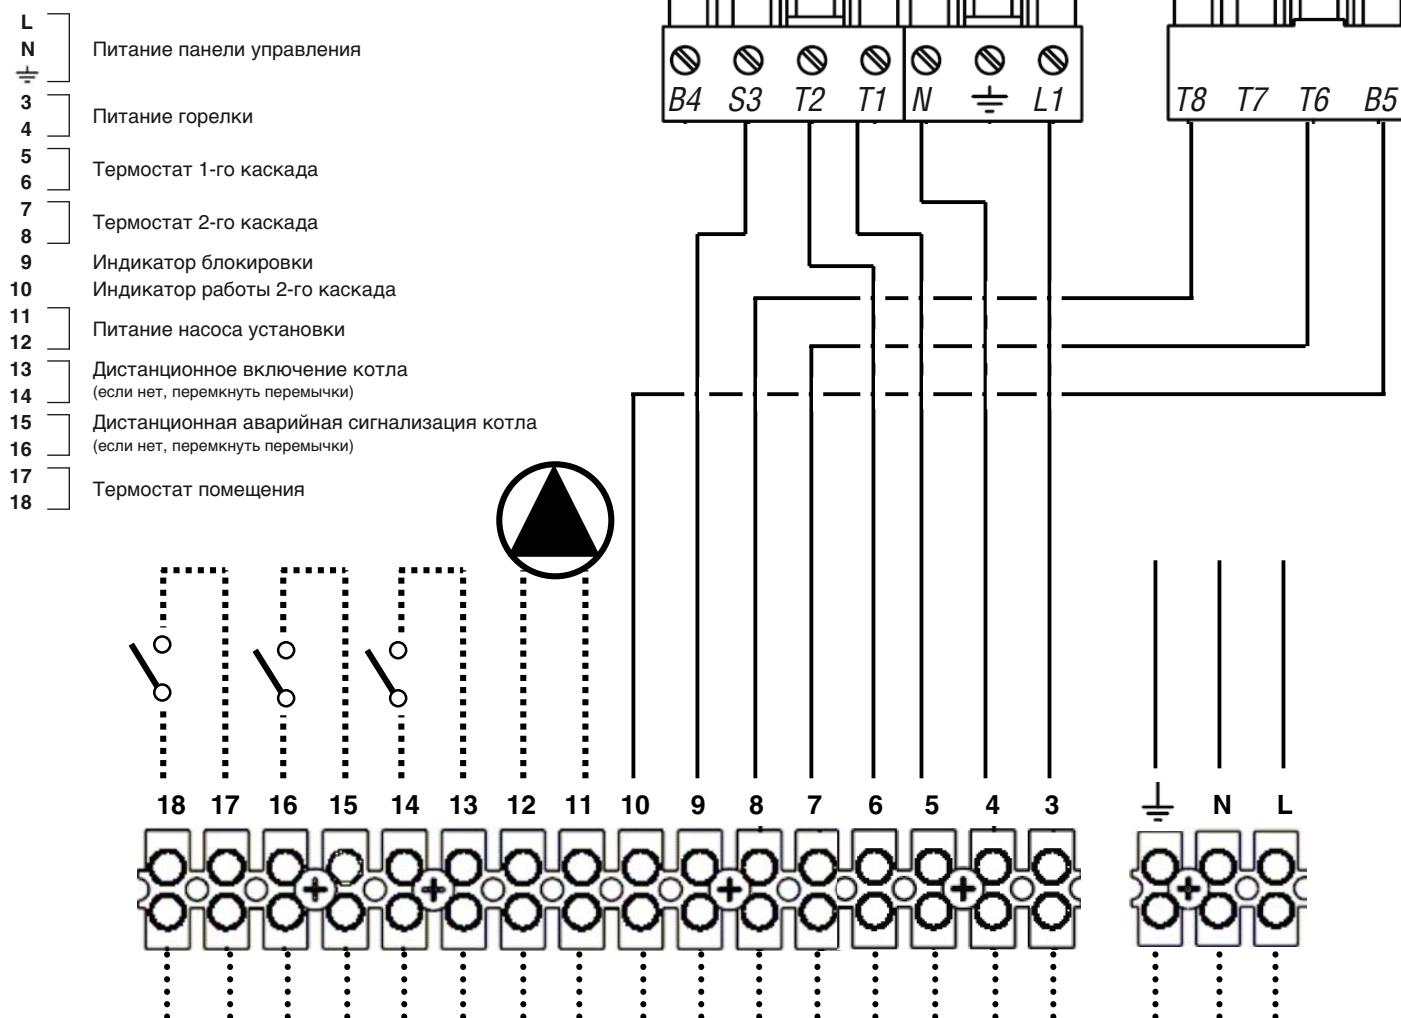 L
N Питание панели управления
⏚
3
4 Питание горелки
5
6 Термостат 1-го каскада
7
8 Термостат 2-го каскада
9 Индикатор блокировки
10 Индикатор работы 2-го каскада
11
12 Питание насоса установки
13 Дистанционное включение котла
14 (если нет, перемкнуть перемычки)
15 Дистанционная аварийная сигнализация котла
16 (если нет, перемкнуть перемычки)
17
18 Термостат помещения
B4 S3 T2 T1 N ⏚ L1
T8 T7 T6 B5
18 17 16 15 14 13 12 11 10 9 8 7 6 5 4 3 ⏚ N L